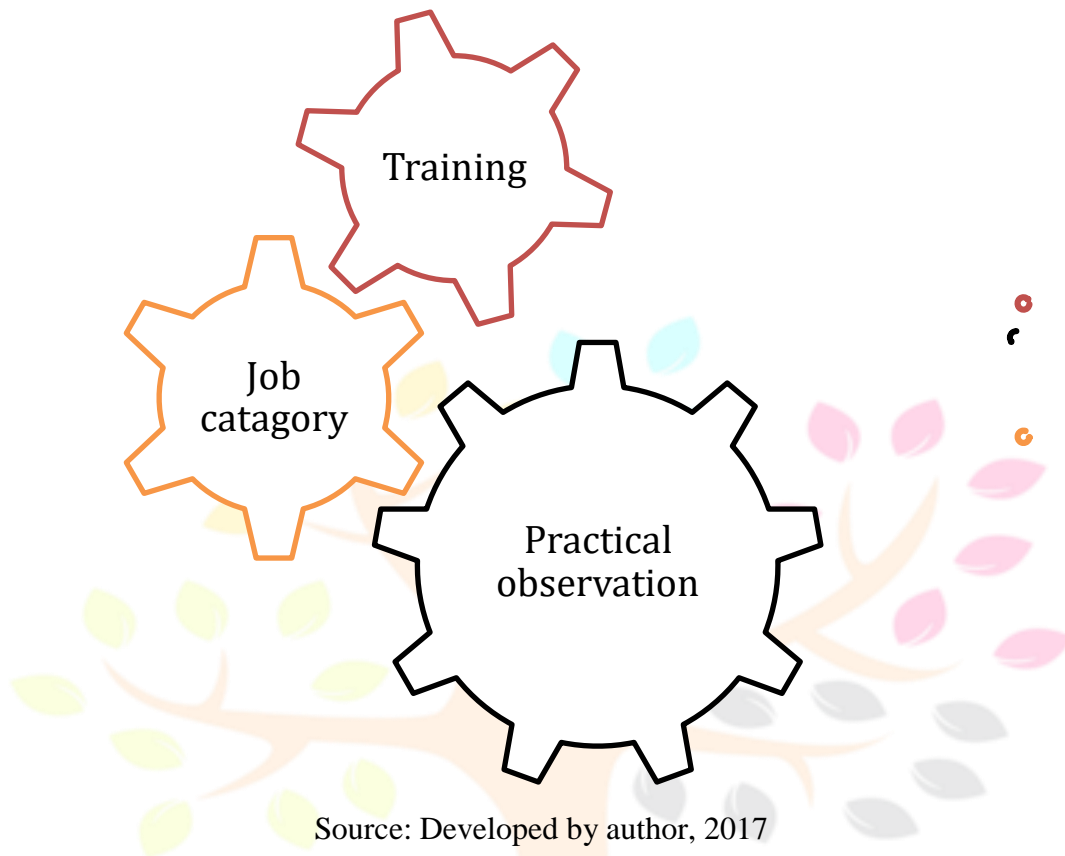 Training
Job
catagory
Practical
observation
Source: Developed by author, 2017